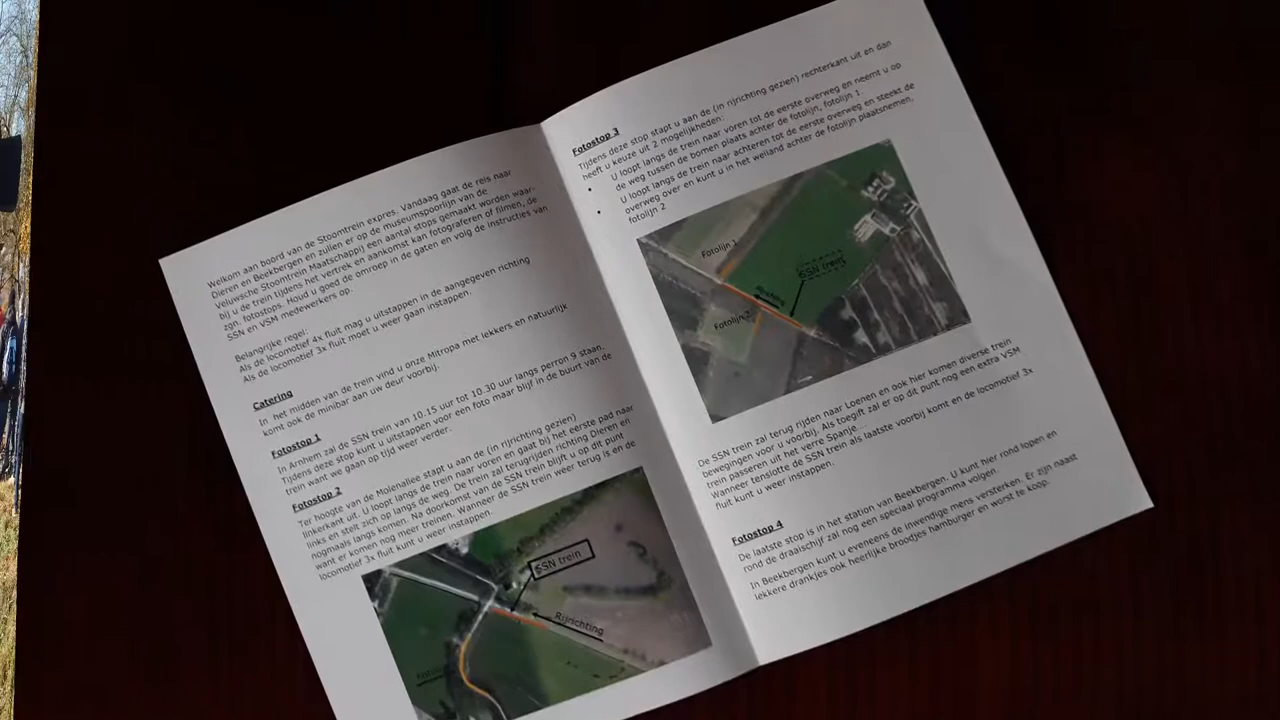 Welkom aan boord van de Stoomtrein expres. Vandaag gaat de reis naar
Dieren en Beekbergen en zullen er op de museumspoorlijn van de
Veluwsche Stoomtrein Maatschappij een aantal stops gemaakt worden waar-
bij u de trein tijdens het vertrek en aankomst kan fotograferen of filmen, de
zgn. fotostops. Houd u goed de omroep in de gaten en volg de instructies van
SSN en VSM medewerkers op.
Belangrijke regel:
Als de locomotief 4x fluit mag u uitstappen in de aangegeven richting
Als de locomotief 3x fluit moet u weer gaan instappen.
Catering
In het midden van de trein vind u onze Mitropa met lekkers en natuurlijk
komt ook de minibar aan uw deur voorbij.
Fotostop 1
In Arnhem zal de SSN trein van 10.15 uur tot 10.30 uur langs perron 9 staan.
Tijdens deze stop kunt u uitstappen voor een foto maar blijf in de buurt van de
trein want we gaan op tijd weer verder.
Fotostop 2
Ter hoogte van de Molenallee stapt u aan de (in rijrichting gezien)
linkerkant uit. U loopt langs de trein naar voren en gaat bij het eerste pad naar
links en stelt zich op langs de weg. De trein zal terugrijden richting Dieren en
nogmaals langs komen. Na doorkomst van de SSN trein blijft u op dit punt
want er komen nog meer treinen. Wanneer de SSN trein weer terug is en de
locomotief 3x fluit kunt u weer instappen.
SSN trein
Rijrichting
Fotostop 3
Tijdens deze stop stapt u aan de (in rijrichting gezien) rechterkant uit en dan
heeft u keuze uit 2 mogelijkheden:
• U loopt langs de trein naar voren tot de eerste overweg en neemt u op
de weg tussen de bomen plaats achter de fotolijn, fotolijn 1.
• U loopt langs de trein naar achteren tot de eerste overweg en steekt de
overweg over en kunt u in het weiland achter de fotolijn plaatsnemen,
fotolijn 2
Fotolijn 1
SSN trein
Rijrichting
Fotolijn 2
De SSN trein zal terug rijden naar Loenen en ook hier komen diverse trein
bewegingen voor u voorbij. Als toegift zal er op dit punt nog een extra VSM
trein passeren uit het verre Spanje....
Wanneer tenslotte de SSN trein als laatste voorbij komt en de locomotief 3x
fluit kunt u weer instappen.
Fotostop 4
De laatste stop is in het station van Beekbergen. U kunt hier rond lopen en
rond de draaischijf zal nog een speciaal programma volgen.
In Beekbergen kunt u eveneens de inwendige mens versterken. Er zijn naast
lekkere drankjes ook heerlijke broodjes hamburger en worst te koop.